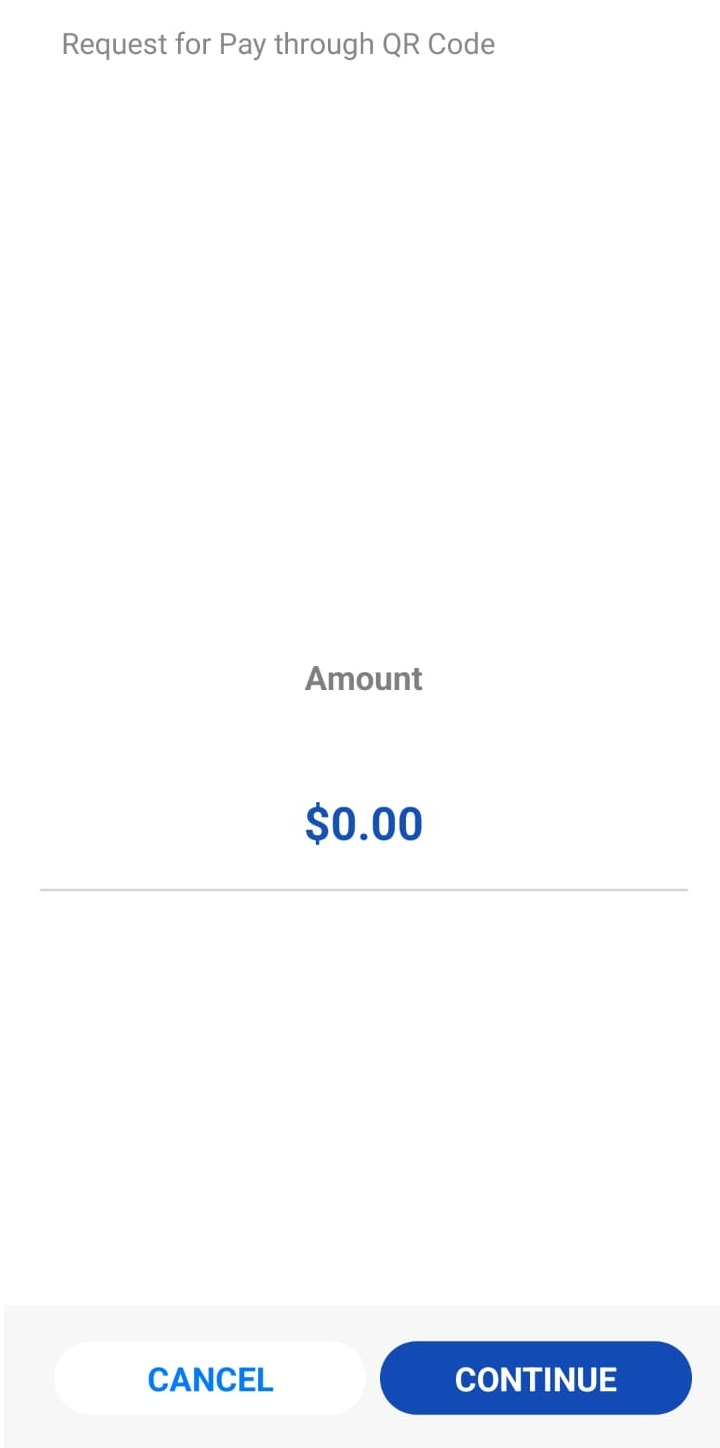 Request for Pay through QR Code
Amount
$0.00
CANCEL
CONTINUE